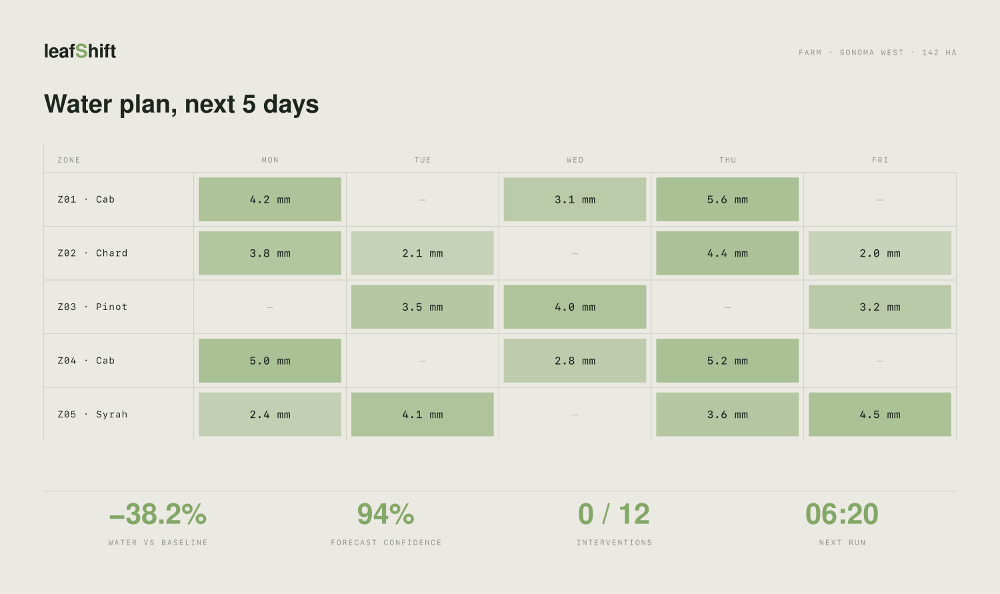 leafShift
FARM · SONOMA WEST · 142 HA
Water plan, next 5 days
ZONE MON TUE WED THU FRI
Z01 · Cab 4.2 mm — 3.1 mm 5.6 mm —
Z02 · Chard 3.8 mm 2.1 mm — 4.4 mm 2.0 mm
Z03 · Pinot — 3.5 mm 4.0 mm — 3.2 mm
Z04 · Cab 5.0 mm — 2.8 mm 5.2 mm —
Z05 · Syrah 2.4 mm 4.1 mm — 3.6 mm 4.5 mm
−38.2% 94% 0 / 12 06:20
WATER VS BASELINE FORECAST CONFIDENCE INTERVENTIONS NEXT RUN